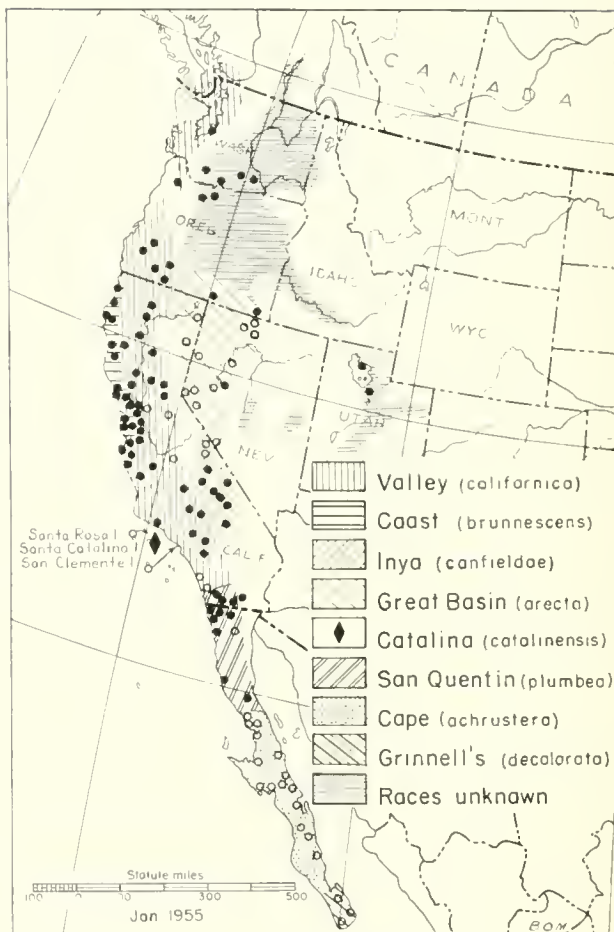 CANADA
WASH
OREG
MONT
IDAHO
WYO
UTAH
NEV
CALIF
Santa Rosa I
Santa Catalina I
San Clemente I
Valley (californica)
Coast (brunnescens)
Inyo (canfieldae)
Great Basin (orecta)
Catalina (catalinensis)
San Quentin (plumbea)
Cape (achrustera)
Grinnell's (decolorata)
Races unknown
Statute miles
100 0 100 300 500
Jan 1955